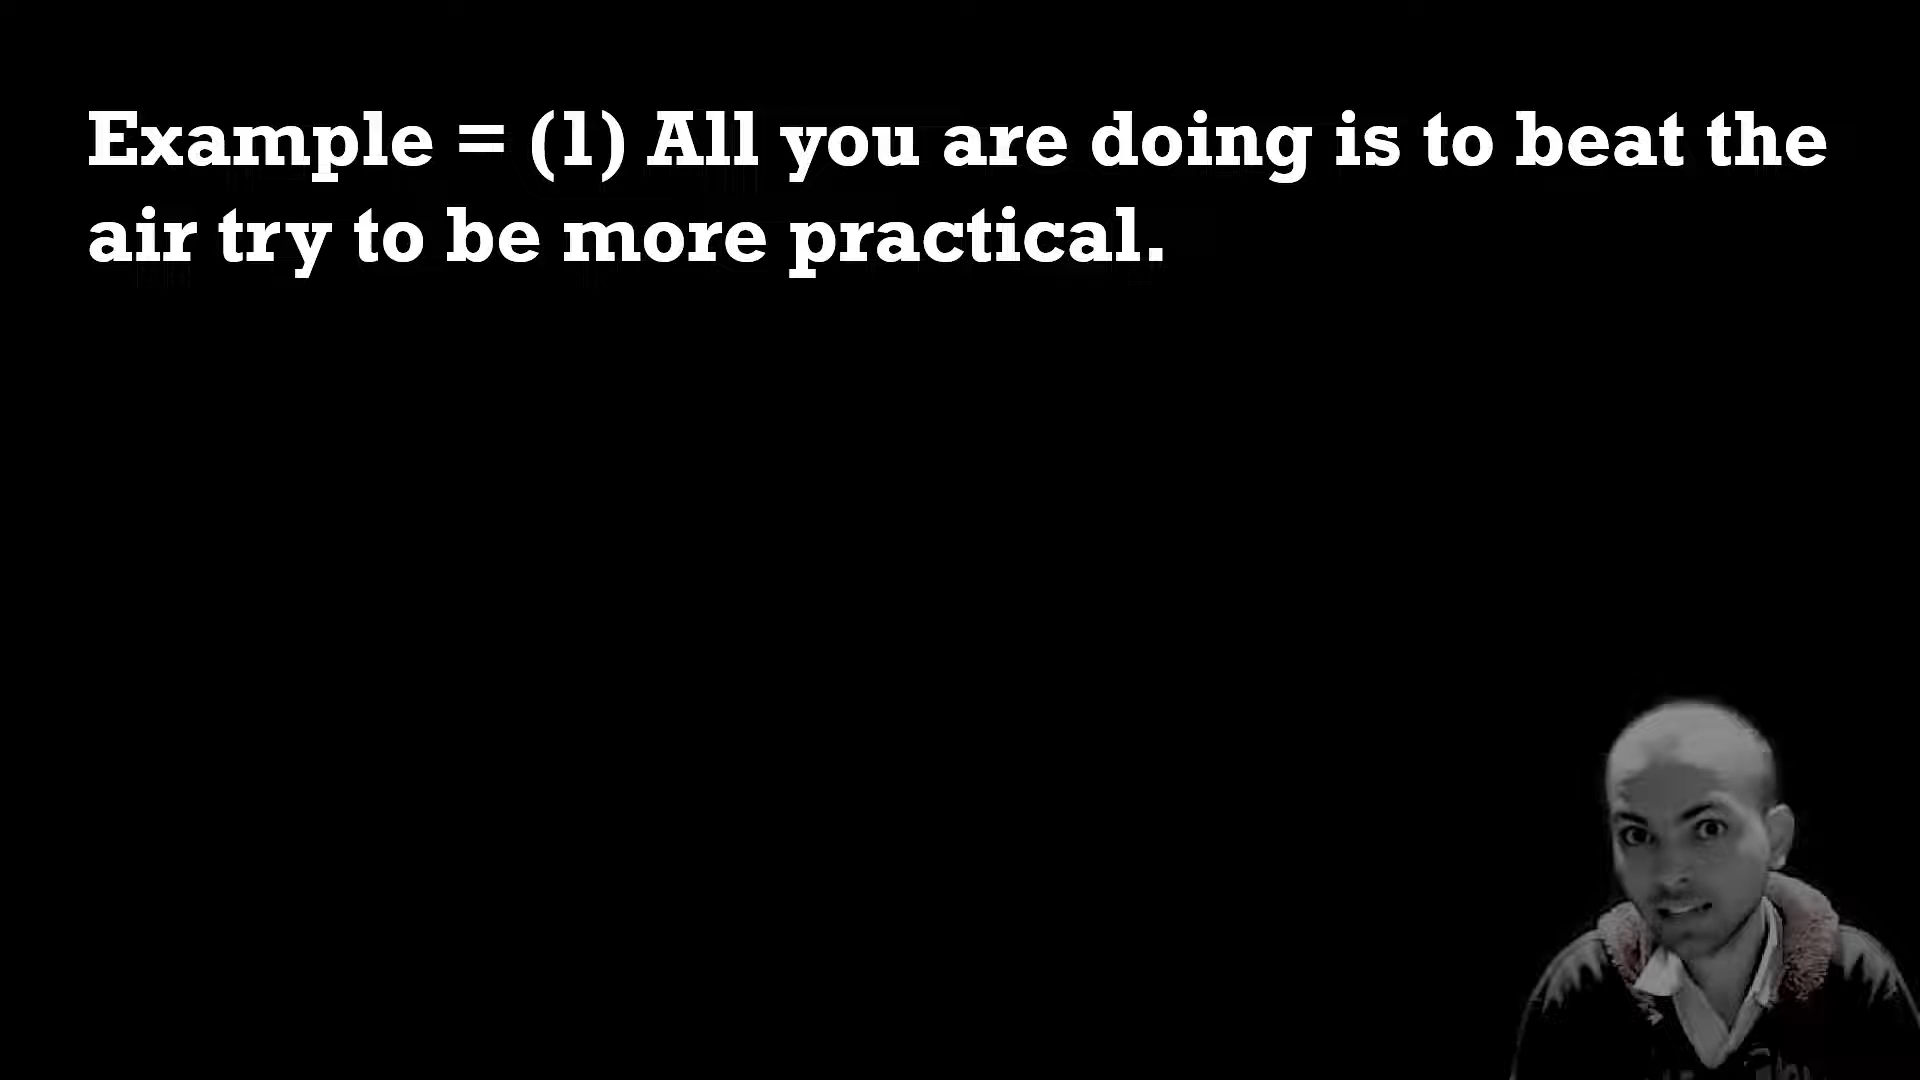 Example = (1) All you are doing is to beat the
air try to be more practical.